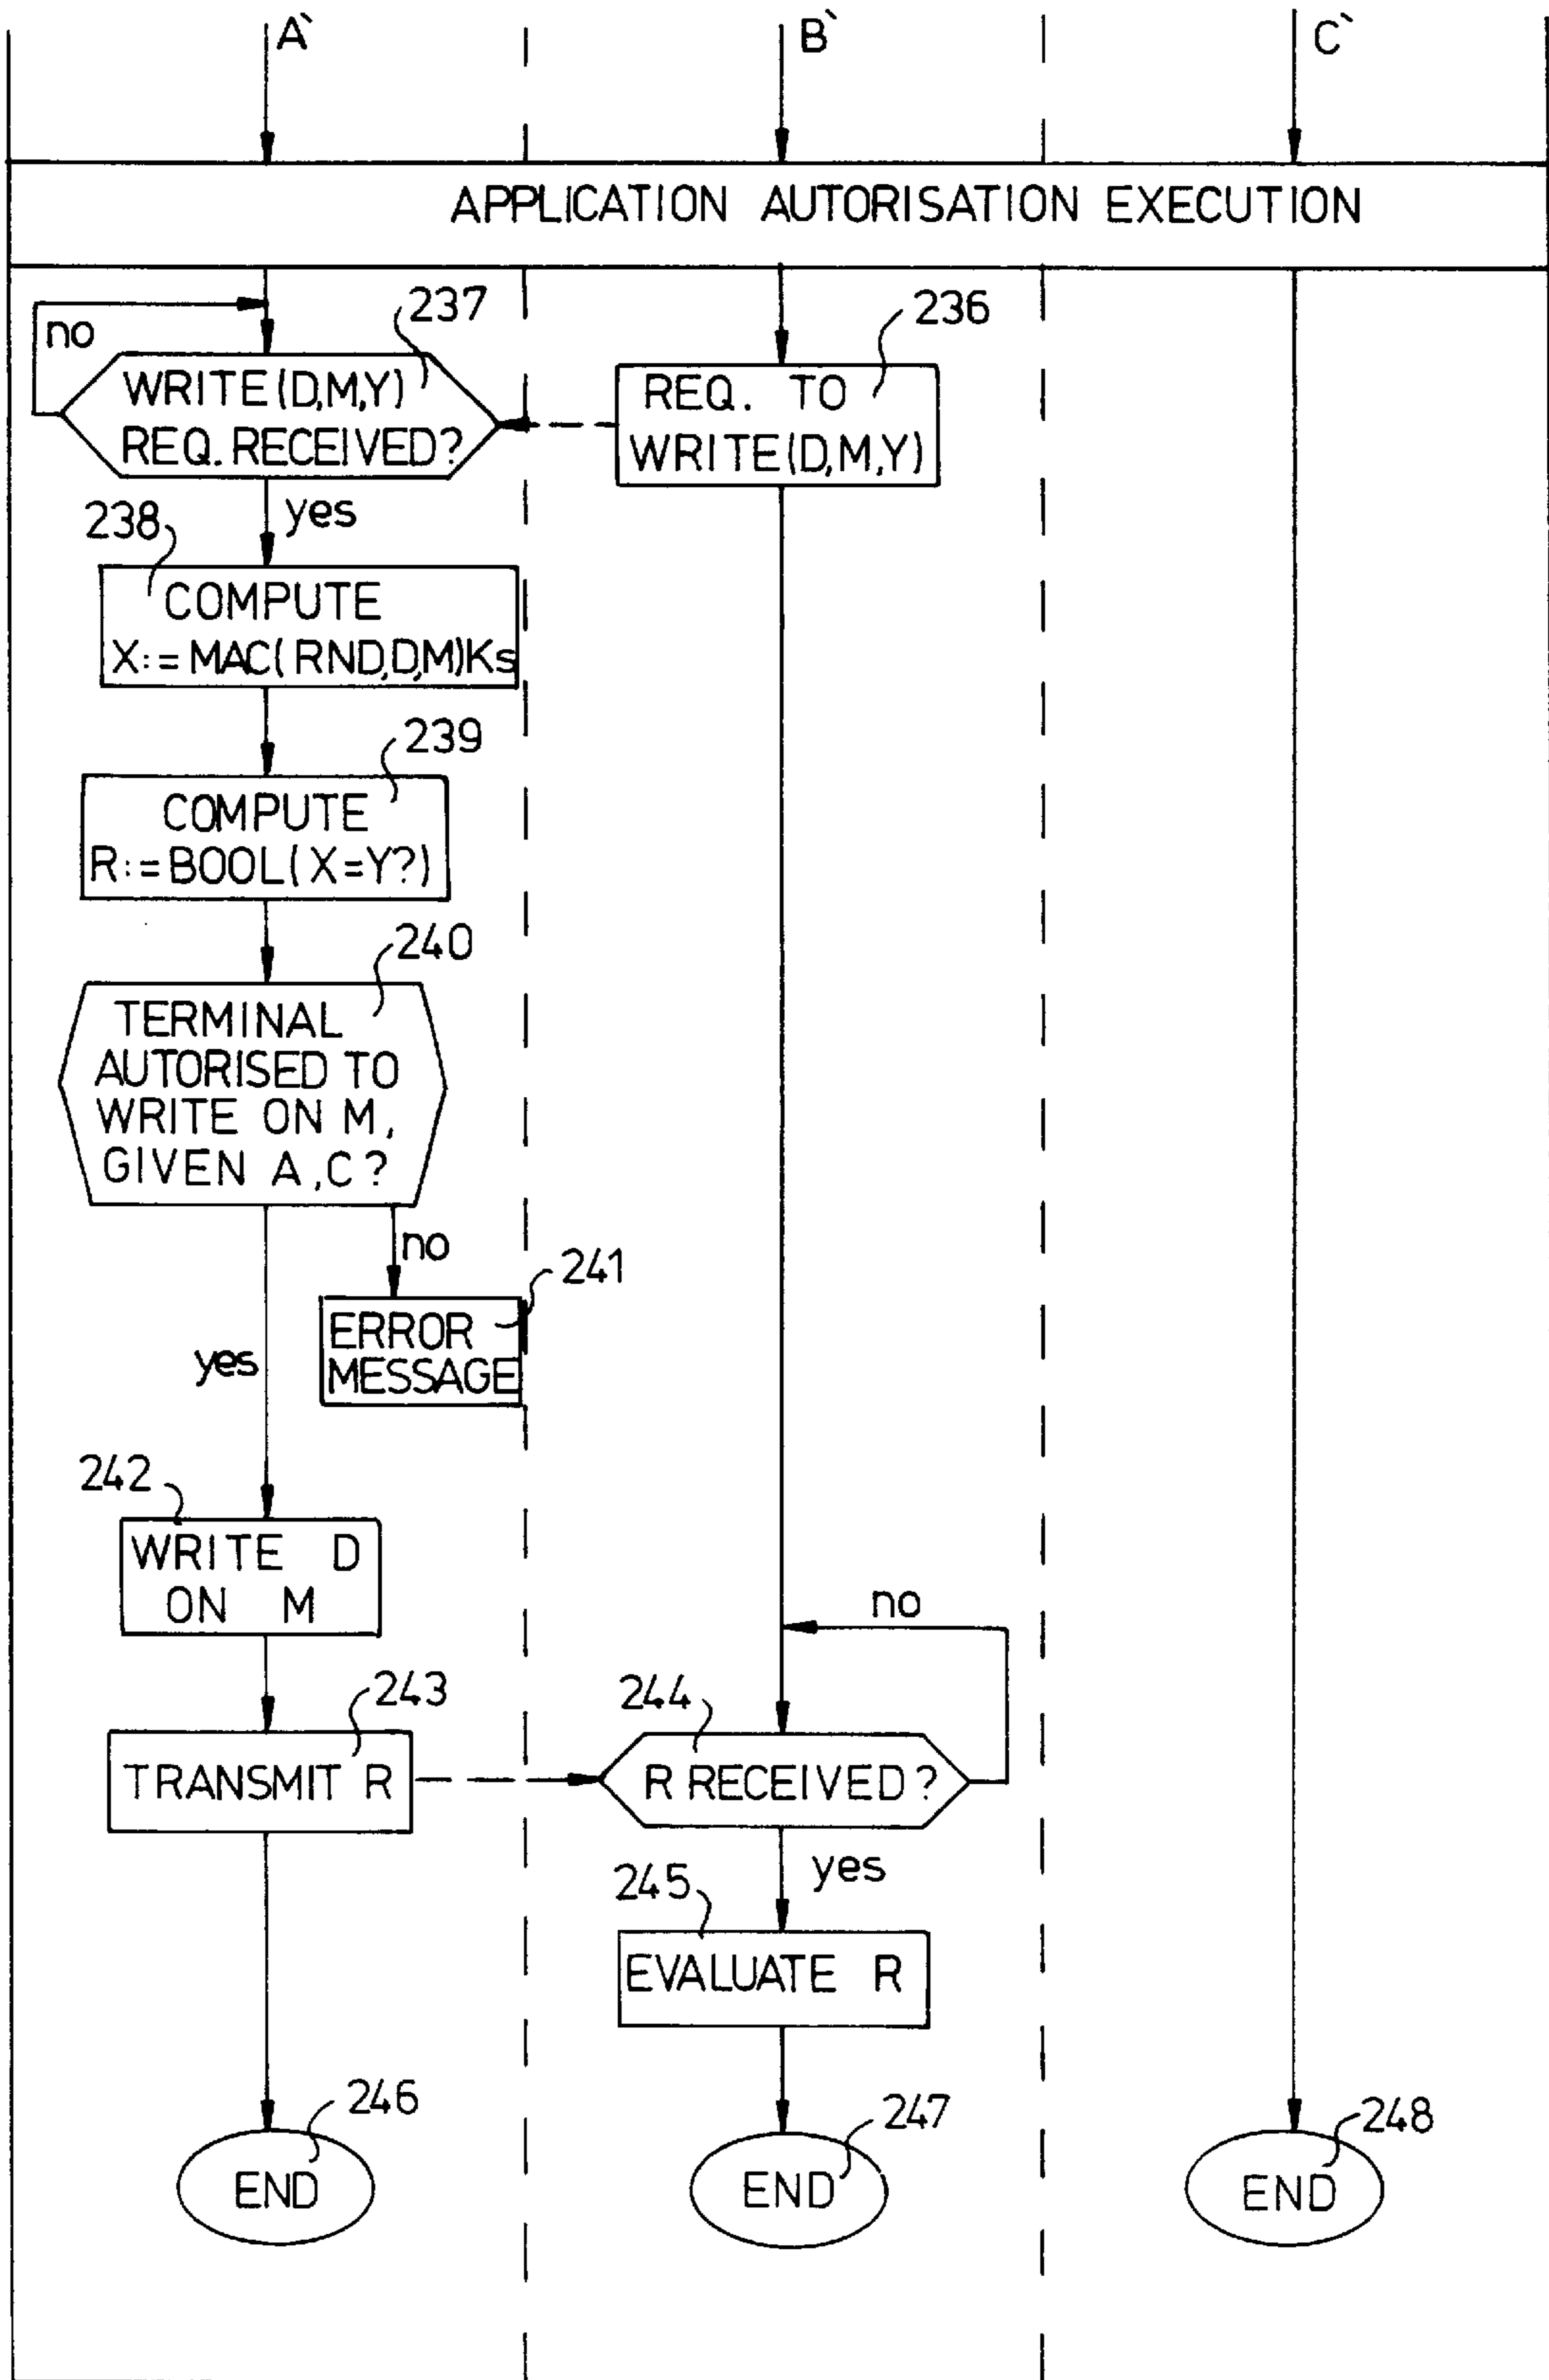 A`
B`
C`
APPLICATION AUTORISATION EXECUTION
237
236
no
WRITE(D,M,Y)
REQ. RECEIVED?
REQ. TO
WRITE(D,M,Y)
yes
238
COMPUTE
X:=MAC(RND,D,M)Ks
239
COMPUTE
R:=BOOL(X=Y?)
240
TERMINAL
AUTORISED TO
WRITE ON M,
GIVEN A,C?
no
241
ERROR
MESSAGE
yes
242
WRITE D
ON M
no
243
244
TRANSMIT R
R RECEIVED?
yes
245
EVALUATE R
246
247
248
END
END
END